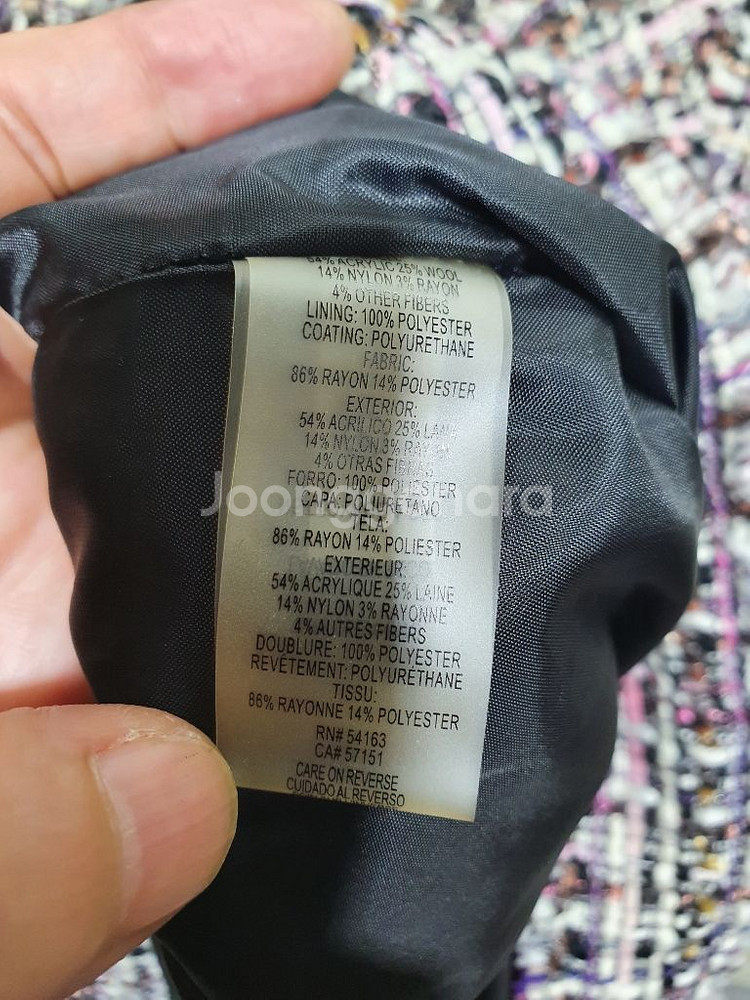 54% ACRYLIC 25% WOOL
14% NYLON 3% RAYON
4% OTHER FIBERS
LINING: 100% POLYESTER
COATING: POLYURETHANE
FABRIC:
86% RAYON 14% POLYESTER
EXTERIOR:
54% ACRILICO 25% LANA
14% NYLON 3% RAYON
4% OTRAS FIBRAS
FORRO: 100% POLIESTER
CAPA: POLIURETANO
TELA:
86% RAYON 14% POLIESTER
EXTERIEUR:
54% ACRYLIQUE 25% LAINE
14% NYLON 3% RAYONNE
4% AUTRES FIBERS
DOUBLURE: 100% POLYESTER
REVÉTEMENT: POLYURÉTHANE
TISSU:
86% RAYONNE 14% POLYESTER
RN# 54163
CA# 57151
CARE ON REVERSE
CUIDADO AL REVERSO
Joonggonara